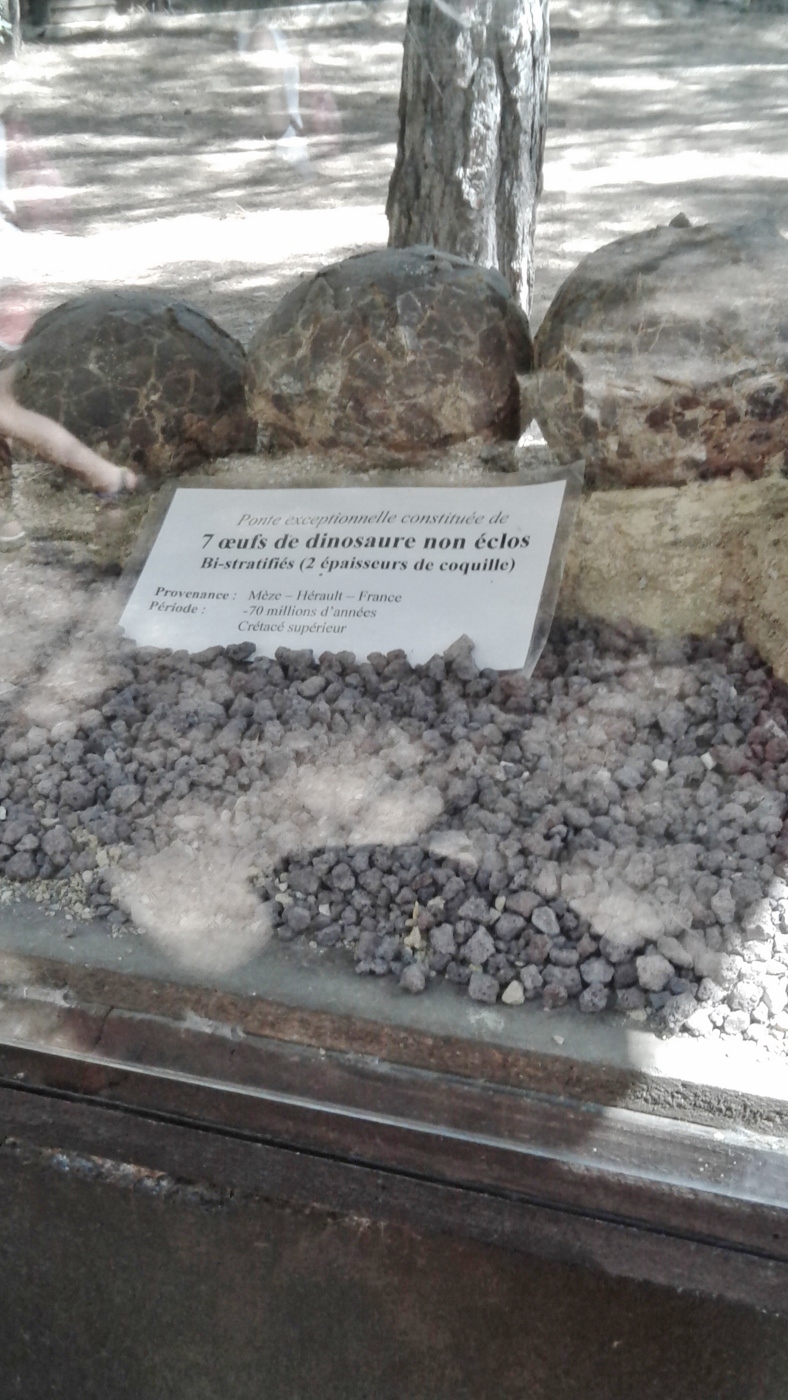 Ponte exceptionnelle constituée de
7 œufs de dinosaure non éclos
Bi-stratifiés (2 épaisseurs de coquille)
Provenance : Mèze – Hérault – France
Période : -70 millions d'années
Crétacé supérieur